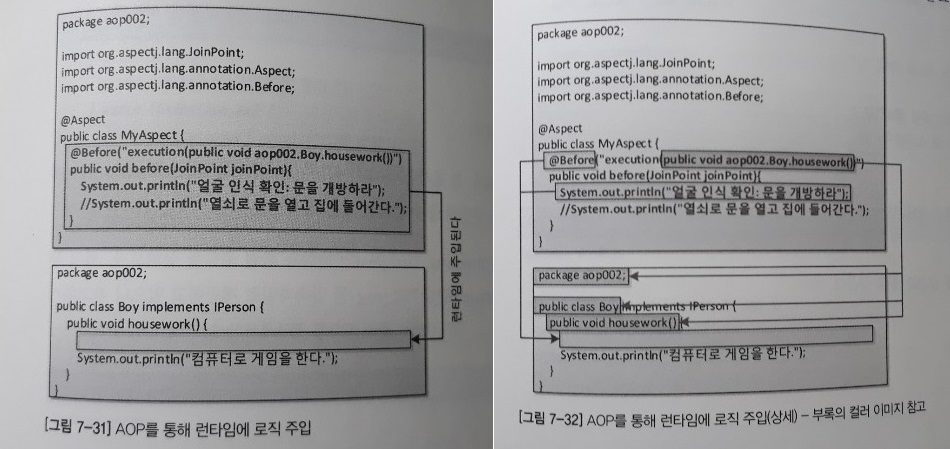 package aop002;
import org.aspectj.lang.JoinPoint;
import org.aspectj.lang.annotation.Aspect;
import org.aspectj.lang.annotation.Before;
@Aspect
public class MyAspect {
@Before("execution(public void aop002.Boy.housework())")
public void before(JoinPoint joinPoint){
System.out.println("얼굴 인식 확인: 문을 개방하라");
//System.out.println("열쇠로 문을 열고 집에 들어간다.");
}
}
런타임에 주입된다
package aop002;
public class Boy implements IPerson {
public void housework() {
System.out.println("컴퓨터로 게임을 한다.");
}
}
[그림 7-31] AOP를 통해 런타임에 로직 주입
package aop002;
import org.aspectj.lang.JoinPoint;
import org.aspectj.lang.annotation.Aspect;
import org.aspectj.lang.annotation.Before;
@Aspect
public class MyAspect {
@Before("execution(public void aop002.Boy.housework())")
public void before(JoinPoint joinPoint){
System.out.println("얼굴 인식 확인: 문을 개방하라");
//System.out.println("열쇠로 문을 열고 집에 들어간다.");
}
}
package aop002;
public class Boy implements IPerson {
public void housework() {
System.out.println("컴퓨터로 게임을 한다.");
}
}
[그림 7-32] AOP를 통해 런타임에 로직 주입(상세) – 부록의 컬러 이미지 참고